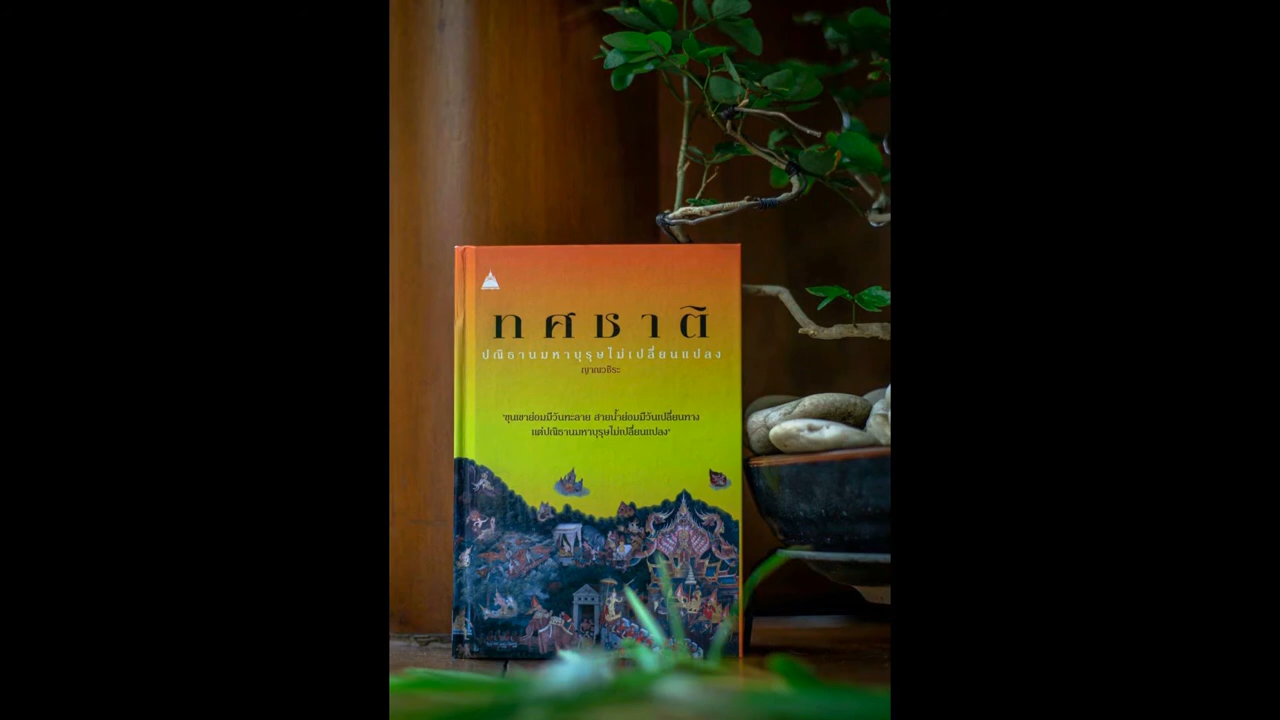 ทศชาติ
ปณิธานมหาบุรุษไม่เปลี่ยนแปลง
ญาณวชิระ
"ขุนเขาย่อมมีวันทะลาย สายน้ำย่อมมีวันเปลี่ยนทาง
แต่ปณิธานมหาบุรุษไม่เปลี่ยนแปลง"